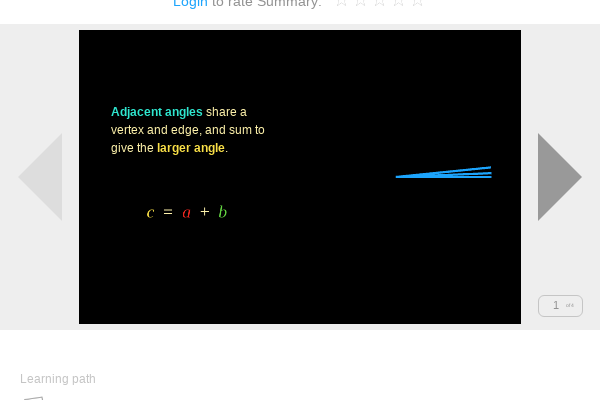 Login to rate Summary:
Adjacent angles share a
vertex and edge, and sum to
give the larger angle.
c = a + b
1
Learning path